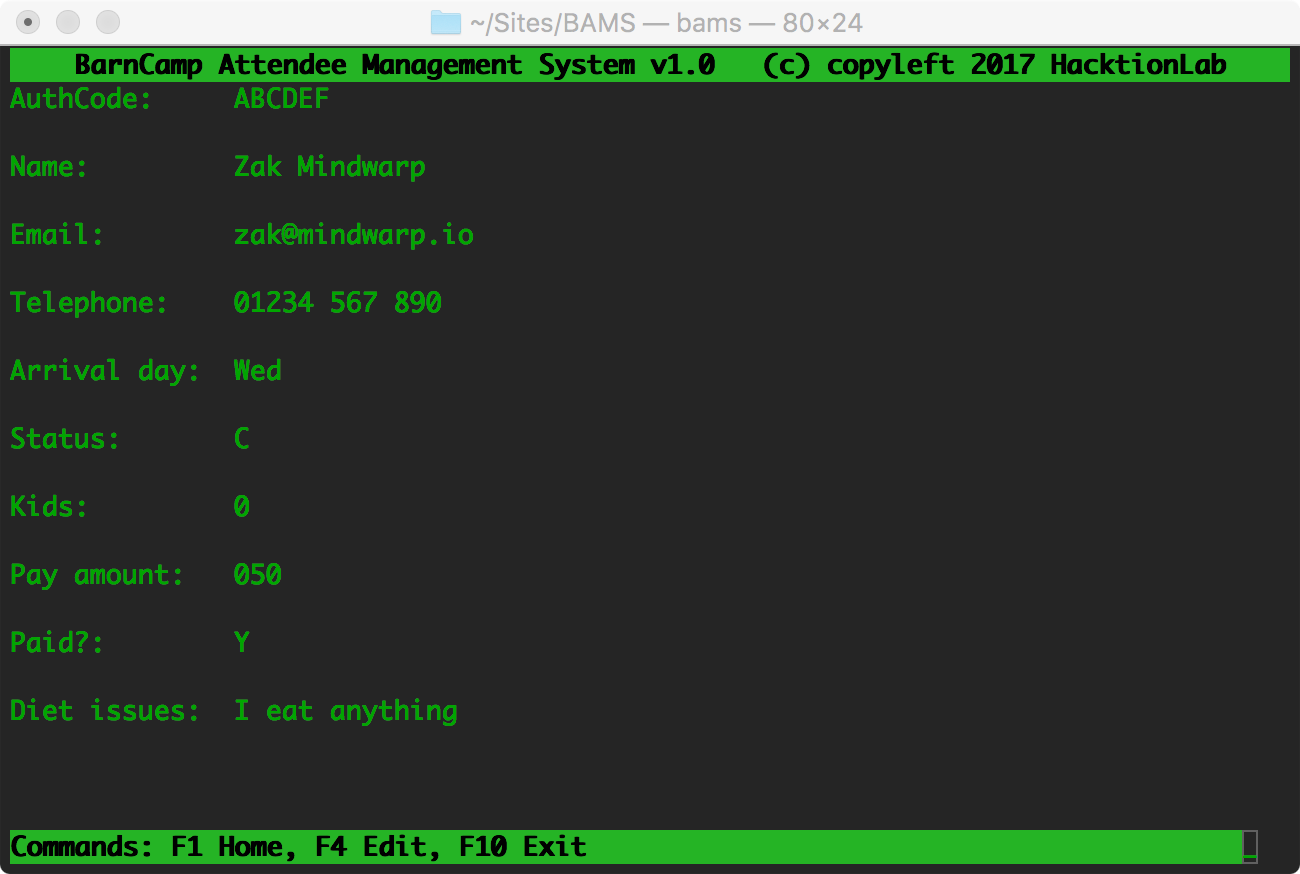 ~/Sites/BAMS — bams — 80×24
BarnCamp Attendee Management System v1.0 (c) copyleft 2017 HacktionLab
AuthCode: ABCDEF
Name: Zak Mindwarp
Email: zak@mindwarp.io
Telephone: 01234 567 890
Arrival day: Wed
Status: C
Kids: 0
Pay amount: 050
Paid?: Y
Diet issues: I eat anything
Commands: F1 Home, F4 Edit, F10 Exit